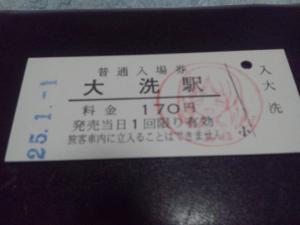 普通入場券
大洗駅
料金 170円
発売当日1回限り有効
旅客車内に立入ることはできません。
25.1.-1
入
大
洗
小